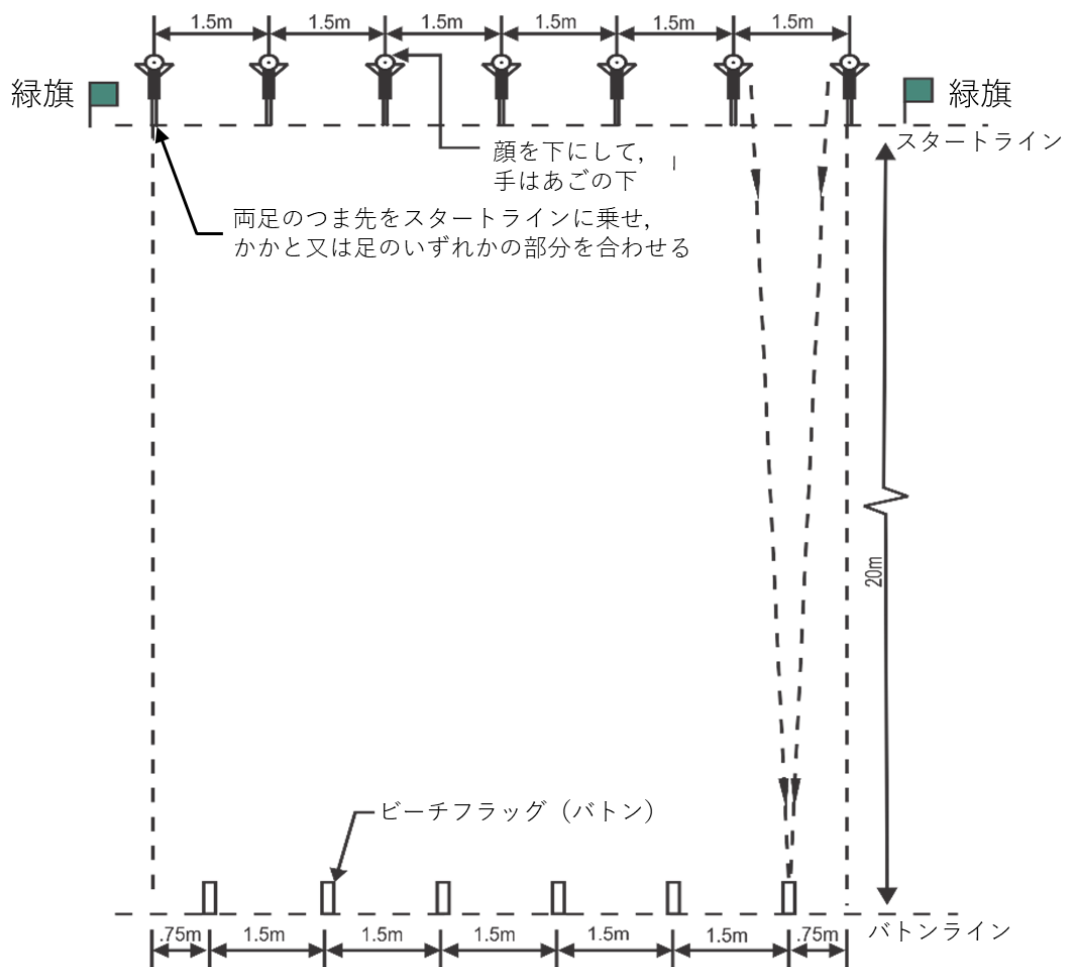 1.5m 1.5m 1.5m 1.5m 1.5m 1.5m
緑旗
緑旗
スタートライン
顔を下にして,
手はあごの下
両足のつま先をスタートラインに乗せ,
かかと又は足のいずれかの部分を合わせる
20m
ビーチフラッグ（バトン）
バトンライン
.75m 1.5m 1.5m 1.5m 1.5m 1.5m .75m